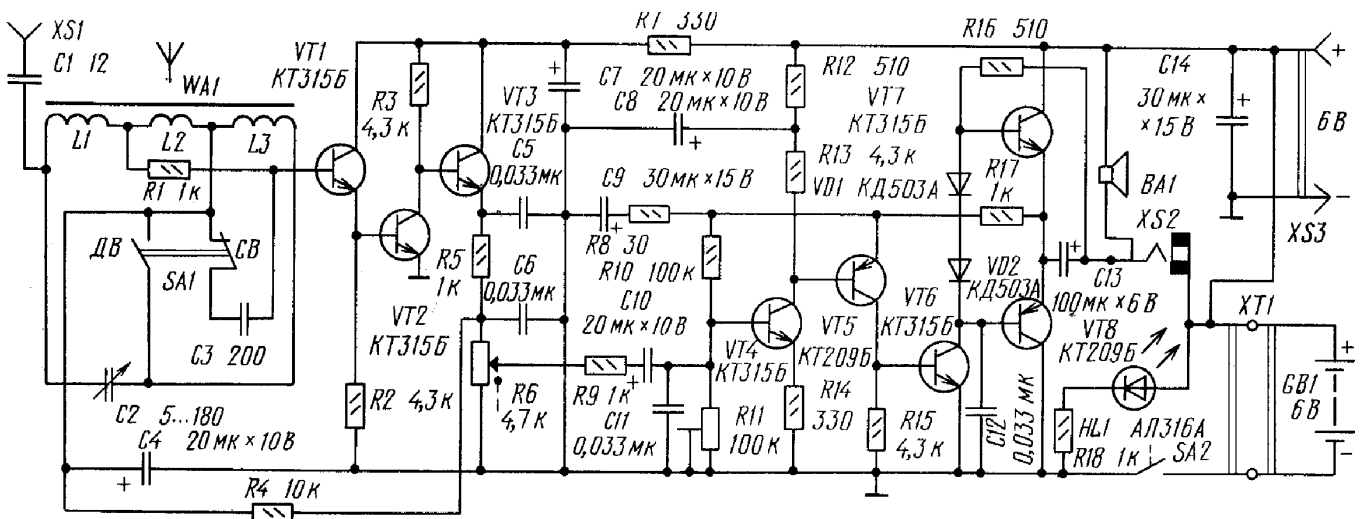 XS1
C1 12
WA1
L1
L2
L3
R1 1к
ДВ
СВ
SA1
C3 200
C2 5...180
C4 20 мк × 10 В
R4 10 к
VT1
КТ315Б
R3
4,3 к
VT2
КТ315Б
R2 4,3 к
VT3
КТ315Б
C5
0,033 мк
R5
1к
C6
0,033 мк
R6
4,7 к
R7 330
C7 20 мк × 10 В
C8 20 мк × 10 В
C9 30 мк × 15 В
R8 30
R10 100 к
C10
20 мк × 10 В
R9 1к
C11
0,033 мк
R11
100 к
VT4
КТ315Б
R12 510
R13 4,3 к
VT7
КТ315Б
VD1 КД503А
VT5
КТ209Б
R14
330
R15
4,3 к
VT6
КТ315Б
C12
0,033 мк
R16 510
R17
1к
VD2
КД503А
C13
100 мк × 6 В
VT8
КТ209Б
BA1
XS2
C14
30 мк ×
× 15 В
+
6 В
-
XS3
XT1
HL1 АЛ316А
R18 1к
SA2
GB1
6 В
+
-